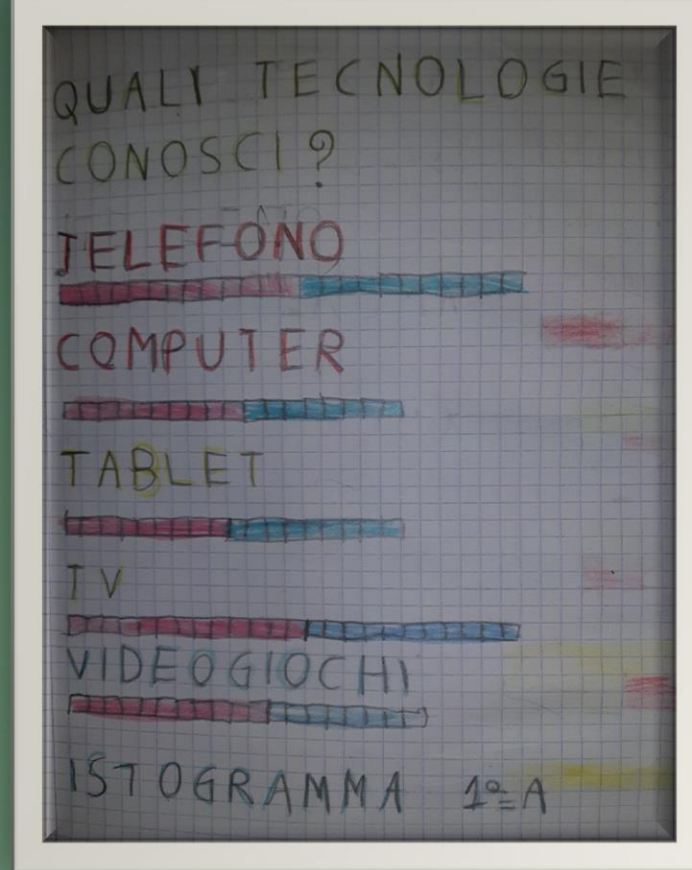 QUALI TECNOLOGIE
CONOSCI?
TELEFONO
COMPUTER
TABLET
TV
VIDEOGIOCHI
ISTOGRAMMA 1ª A